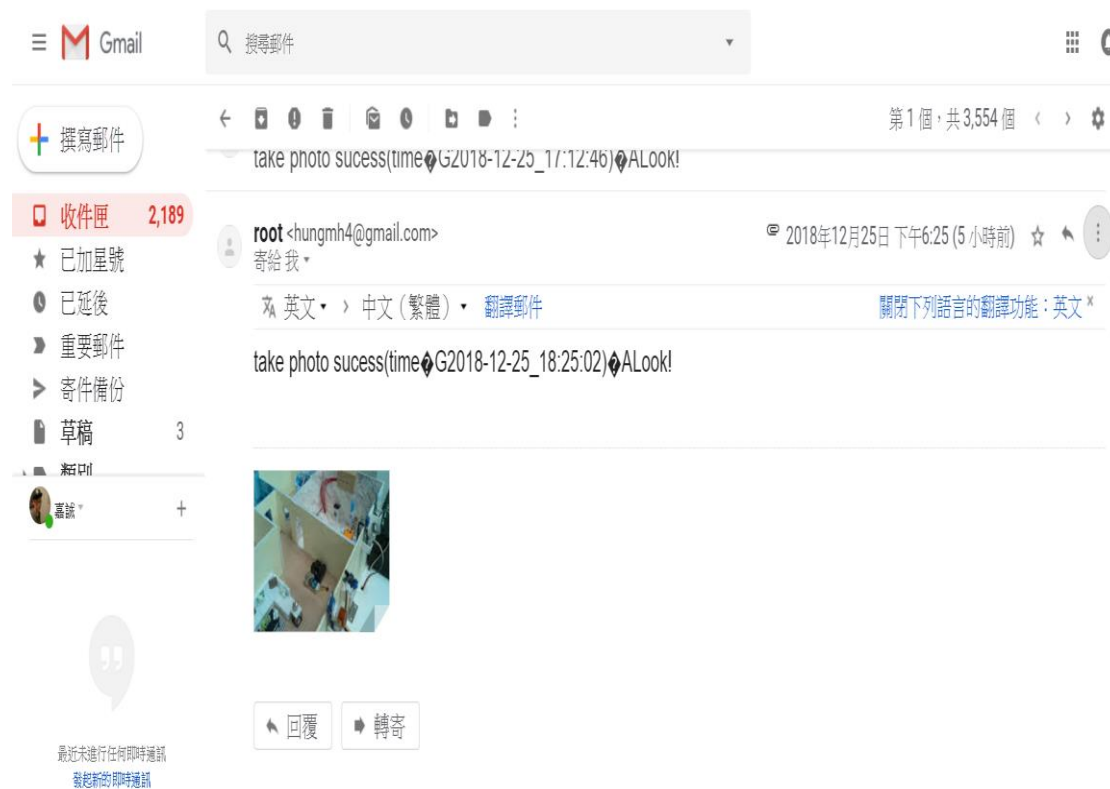 Gmail
搜尋郵件
撰寫郵件
第 1 個，共 3,554 個
take photo sucess(time�G2018-12-25_17:12:46)�ALook!
收件匣 2,189
已加星號
已延後
重要郵件
寄件備份
草稿 3
類別
嘉誠
最近未進行任何即時通訊
發起新的即時通訊
root <hungmh4@gmail.com>
2018年12月25日 下午6:25 (5 小時前)
寄給 我
英文 › 中文（繁體） 翻譯郵件
關閉下列語言的翻譯功能：英文 ×
take photo sucess(time�G2018-12-25_18:25:02)�ALook!
回覆
轉寄